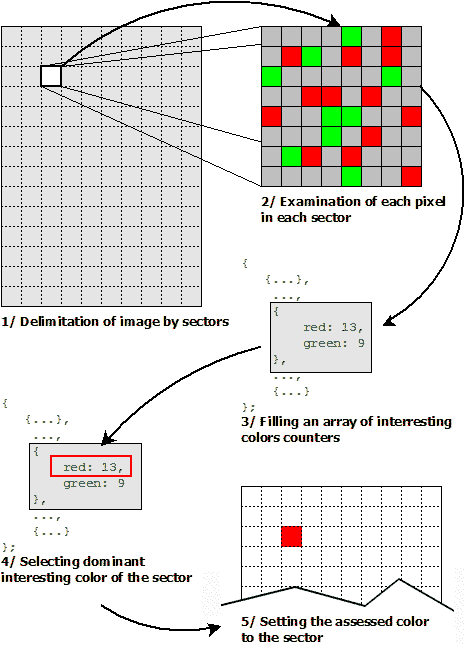 2/ Examination of each pixel
in each sector
1/ Delimitation of image by sectors
{
{...},
...,
{
red: 13,
green: 9
},
...,
{...}
};
3/ Filling an array of interresting
colors counters
{
{...},
...,
{
red: 13,
green: 9
},
...,
{...}
};
4/ Selecting dominant
interesting color of the sector
5/ Setting the assessed color
to the sector